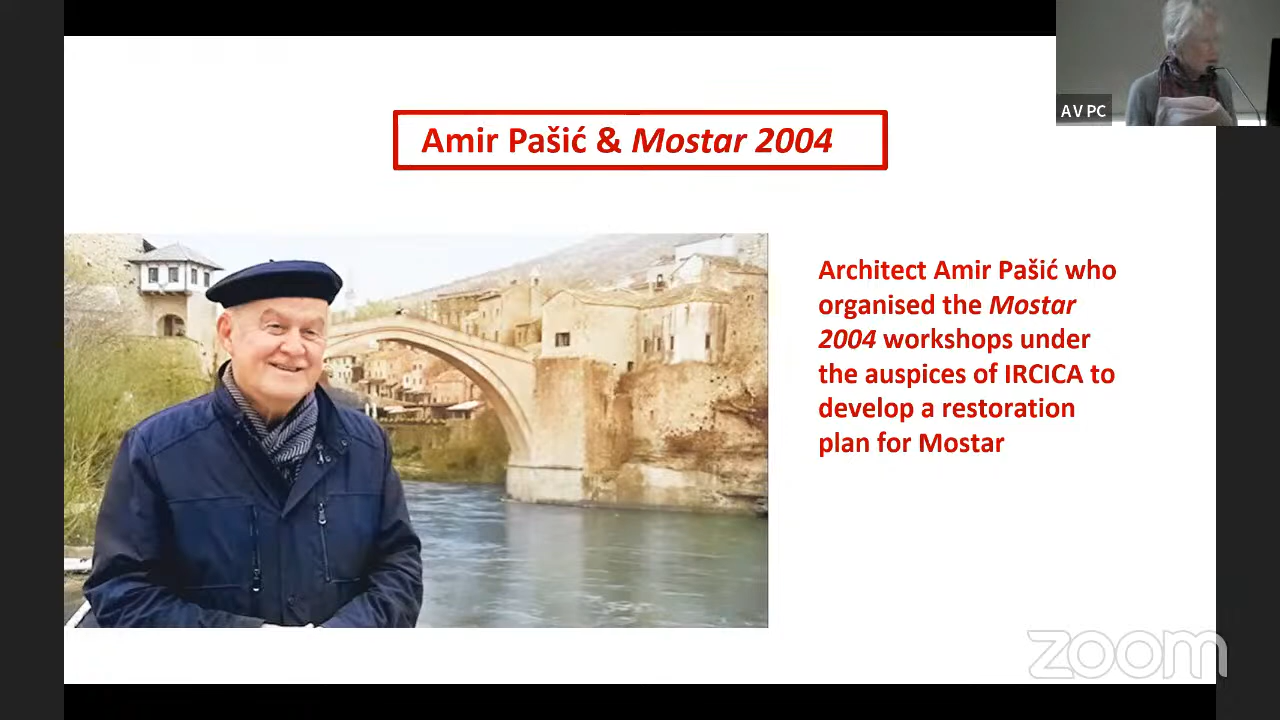 A V PC
Amir Pašić & Mostar 2004
Architect Amir Pašić who
organised the Mostar
2004 workshops under
the auspices of IRCICA to
develop a restoration
plan for Mostar
zoom